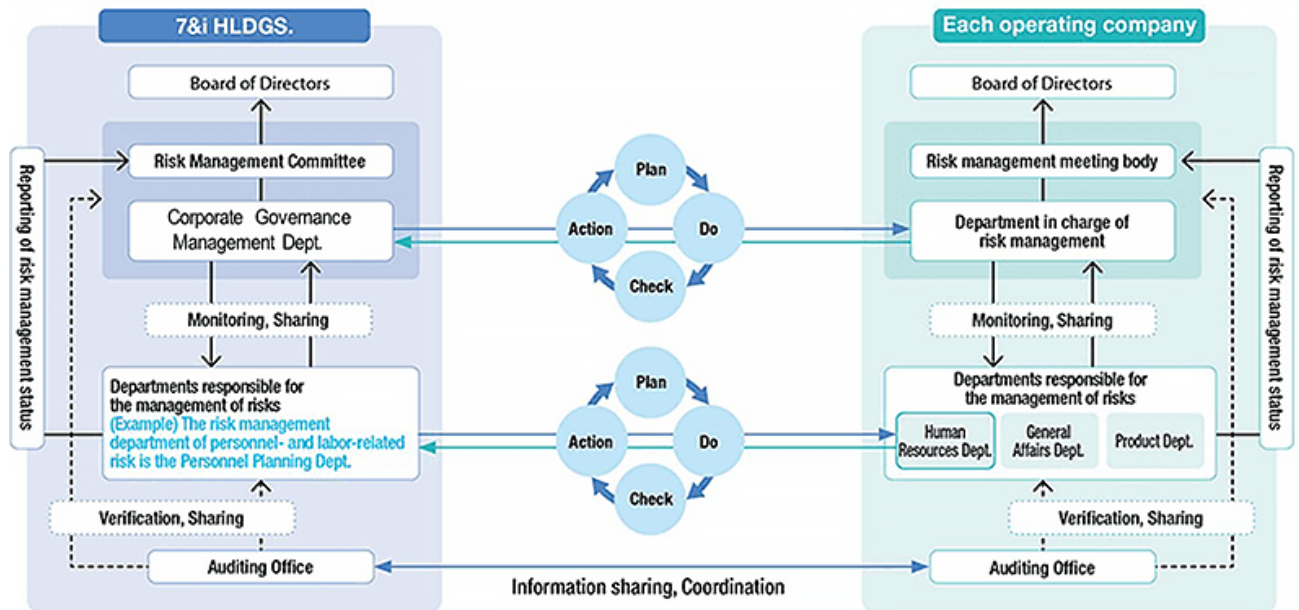 7&i HLDGS.
Board of Directors
Risk Management Committee
Corporate Governance
Management Dept.
Monitoring, Sharing
Departments responsible for
the management of risks
(Example) The risk management
department of personnel- and labor-related
risk is the Personnel Planning Dept.
Verification, Sharing
Auditing Office
Reporting of risk management status
Plan
Do
Check
Action
Plan
Do
Check
Action
Information sharing, Coordination
Each operating company
Board of Directors
Risk management meeting body
Department in charge of
risk management
Monitoring, Sharing
Departments responsible for
the management of risks
Human
Resources Dept.
General
Affairs Dept.
Product Dept.
Verification, Sharing
Auditing Office
Reporting of risk management status